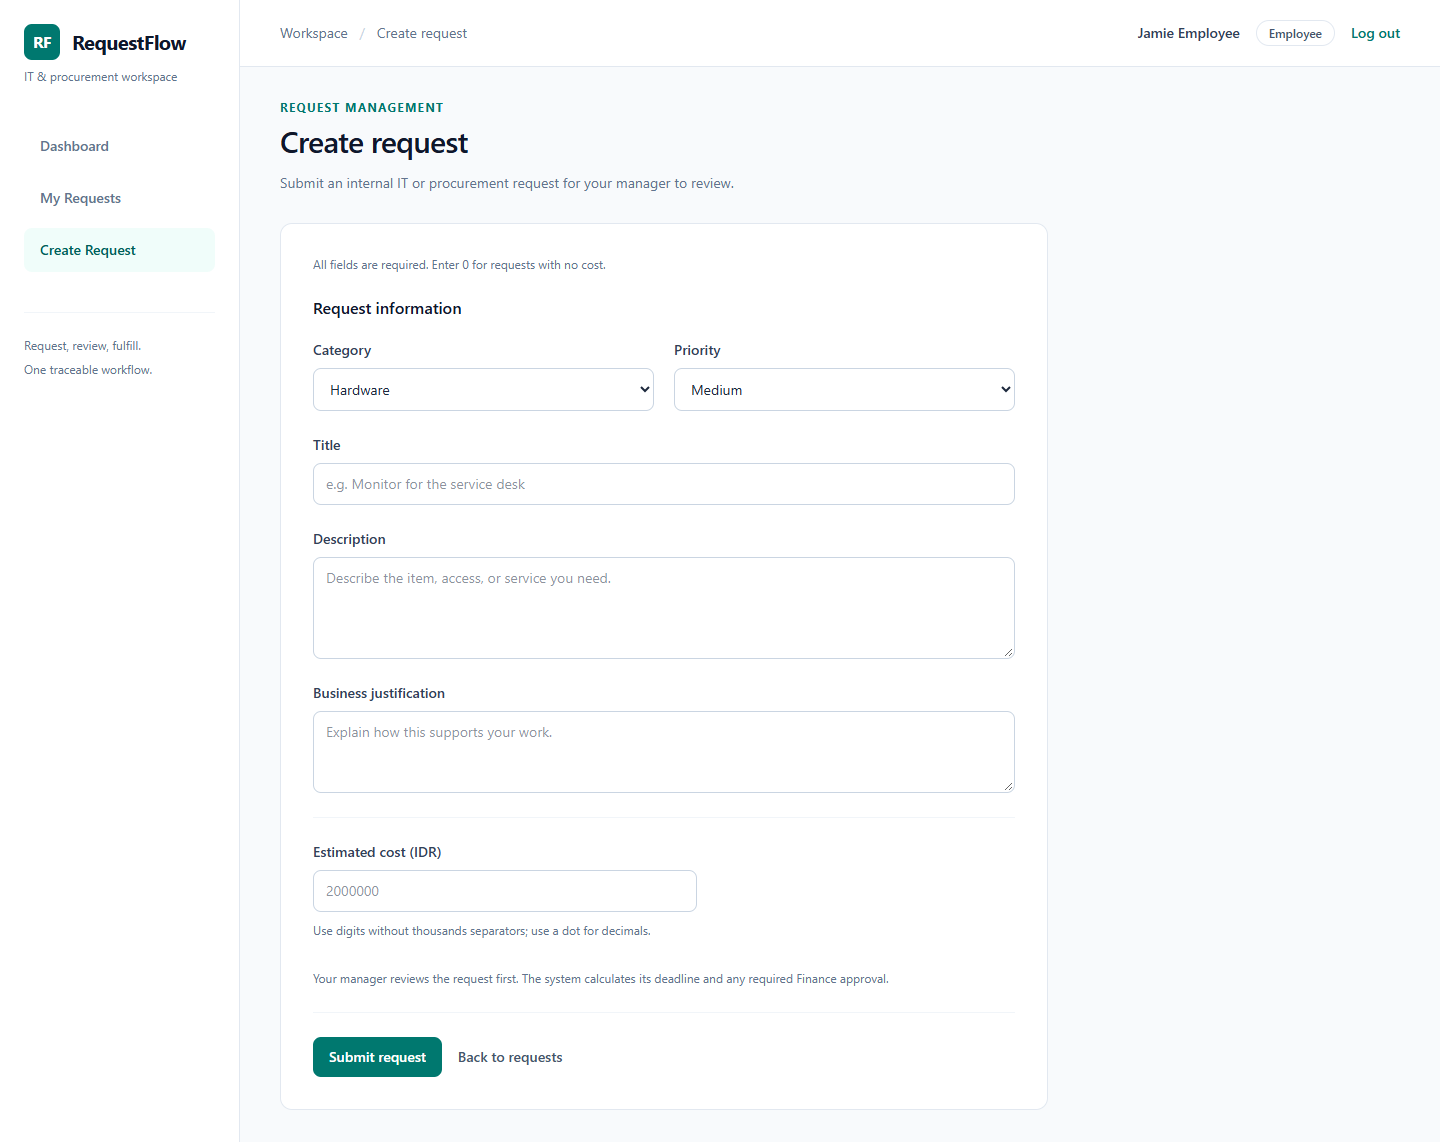 RF
RequestFlow
IT & procurement workspace
Dashboard
My Requests
Create Request
Request, review, fulfill.
One traceable workflow.
Workspace / Create request
Jamie Employee
Employee
Log out
REQUEST MANAGEMENT
Create request
Submit an internal IT or procurement request for your manager to review.
All fields are required. Enter 0 for requests with no cost.
Request information
Category
Hardware
Priority
Medium
Title
e.g. Monitor for the service desk
Description
Describe the item, access, or service you need.
Business justification
Explain how this supports your work.
Estimated cost (IDR)
2000000
Use digits without thousands separators; use a dot for decimals.
Your manager reviews the request first. The system calculates its deadline and any required Finance approval.
Submit request
Back to requests